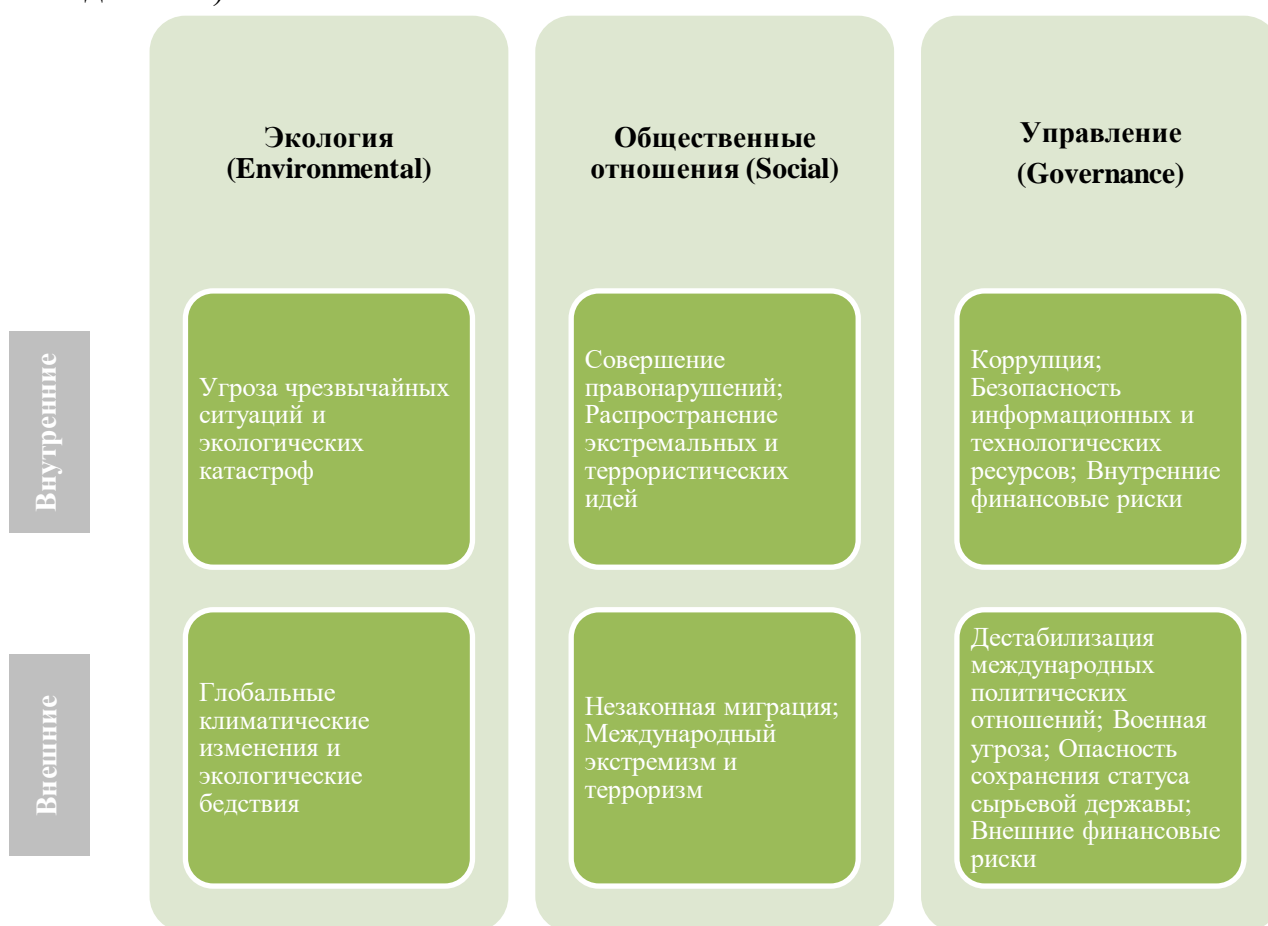 Экология
(Environmental)
Общественные
отношения (Social)
Управление
(Governance)
Внутренние
Угроза чрезвычайных
ситуаций и
экологических
катастроф
Совершение
правонарушений;
Распространение
экстремальных и
террористических
идей
Коррупция;
Безопасность
информационных и
технологических
ресурсов; Внутренние
финансовые риски
Внешние
Глобальные
климатические
изменения и
экологические
бедствия
Незаконная миграция;
Международный
экстремизм и
терроризм
Дестабилизация
международных
политических
отношений; Военная
угроза; Опасность
сохранения статуса
сырьевой державы;
Внешние финансовые
риски